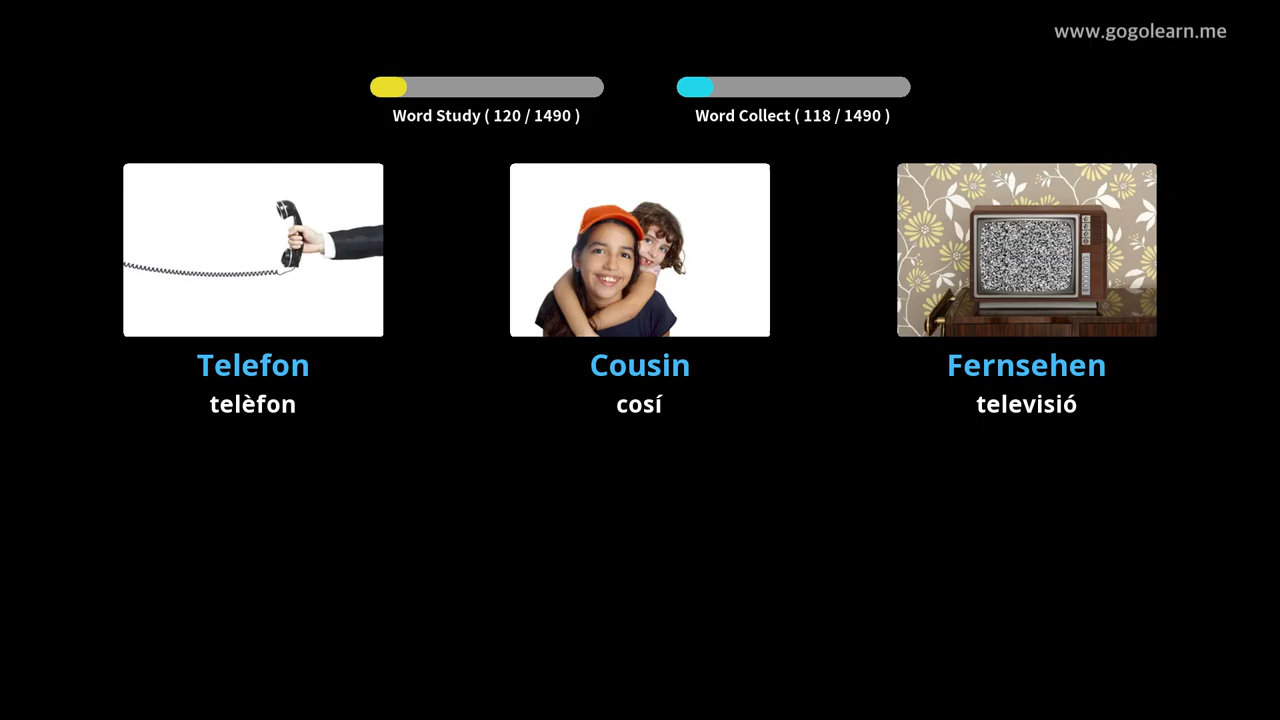 www.gogolearn.me
Word Study ( 120 / 1490 )
Word Collect ( 118 / 1490 )
Telefon
telèfon
Cousin
cosí
Fernsehen
televisió